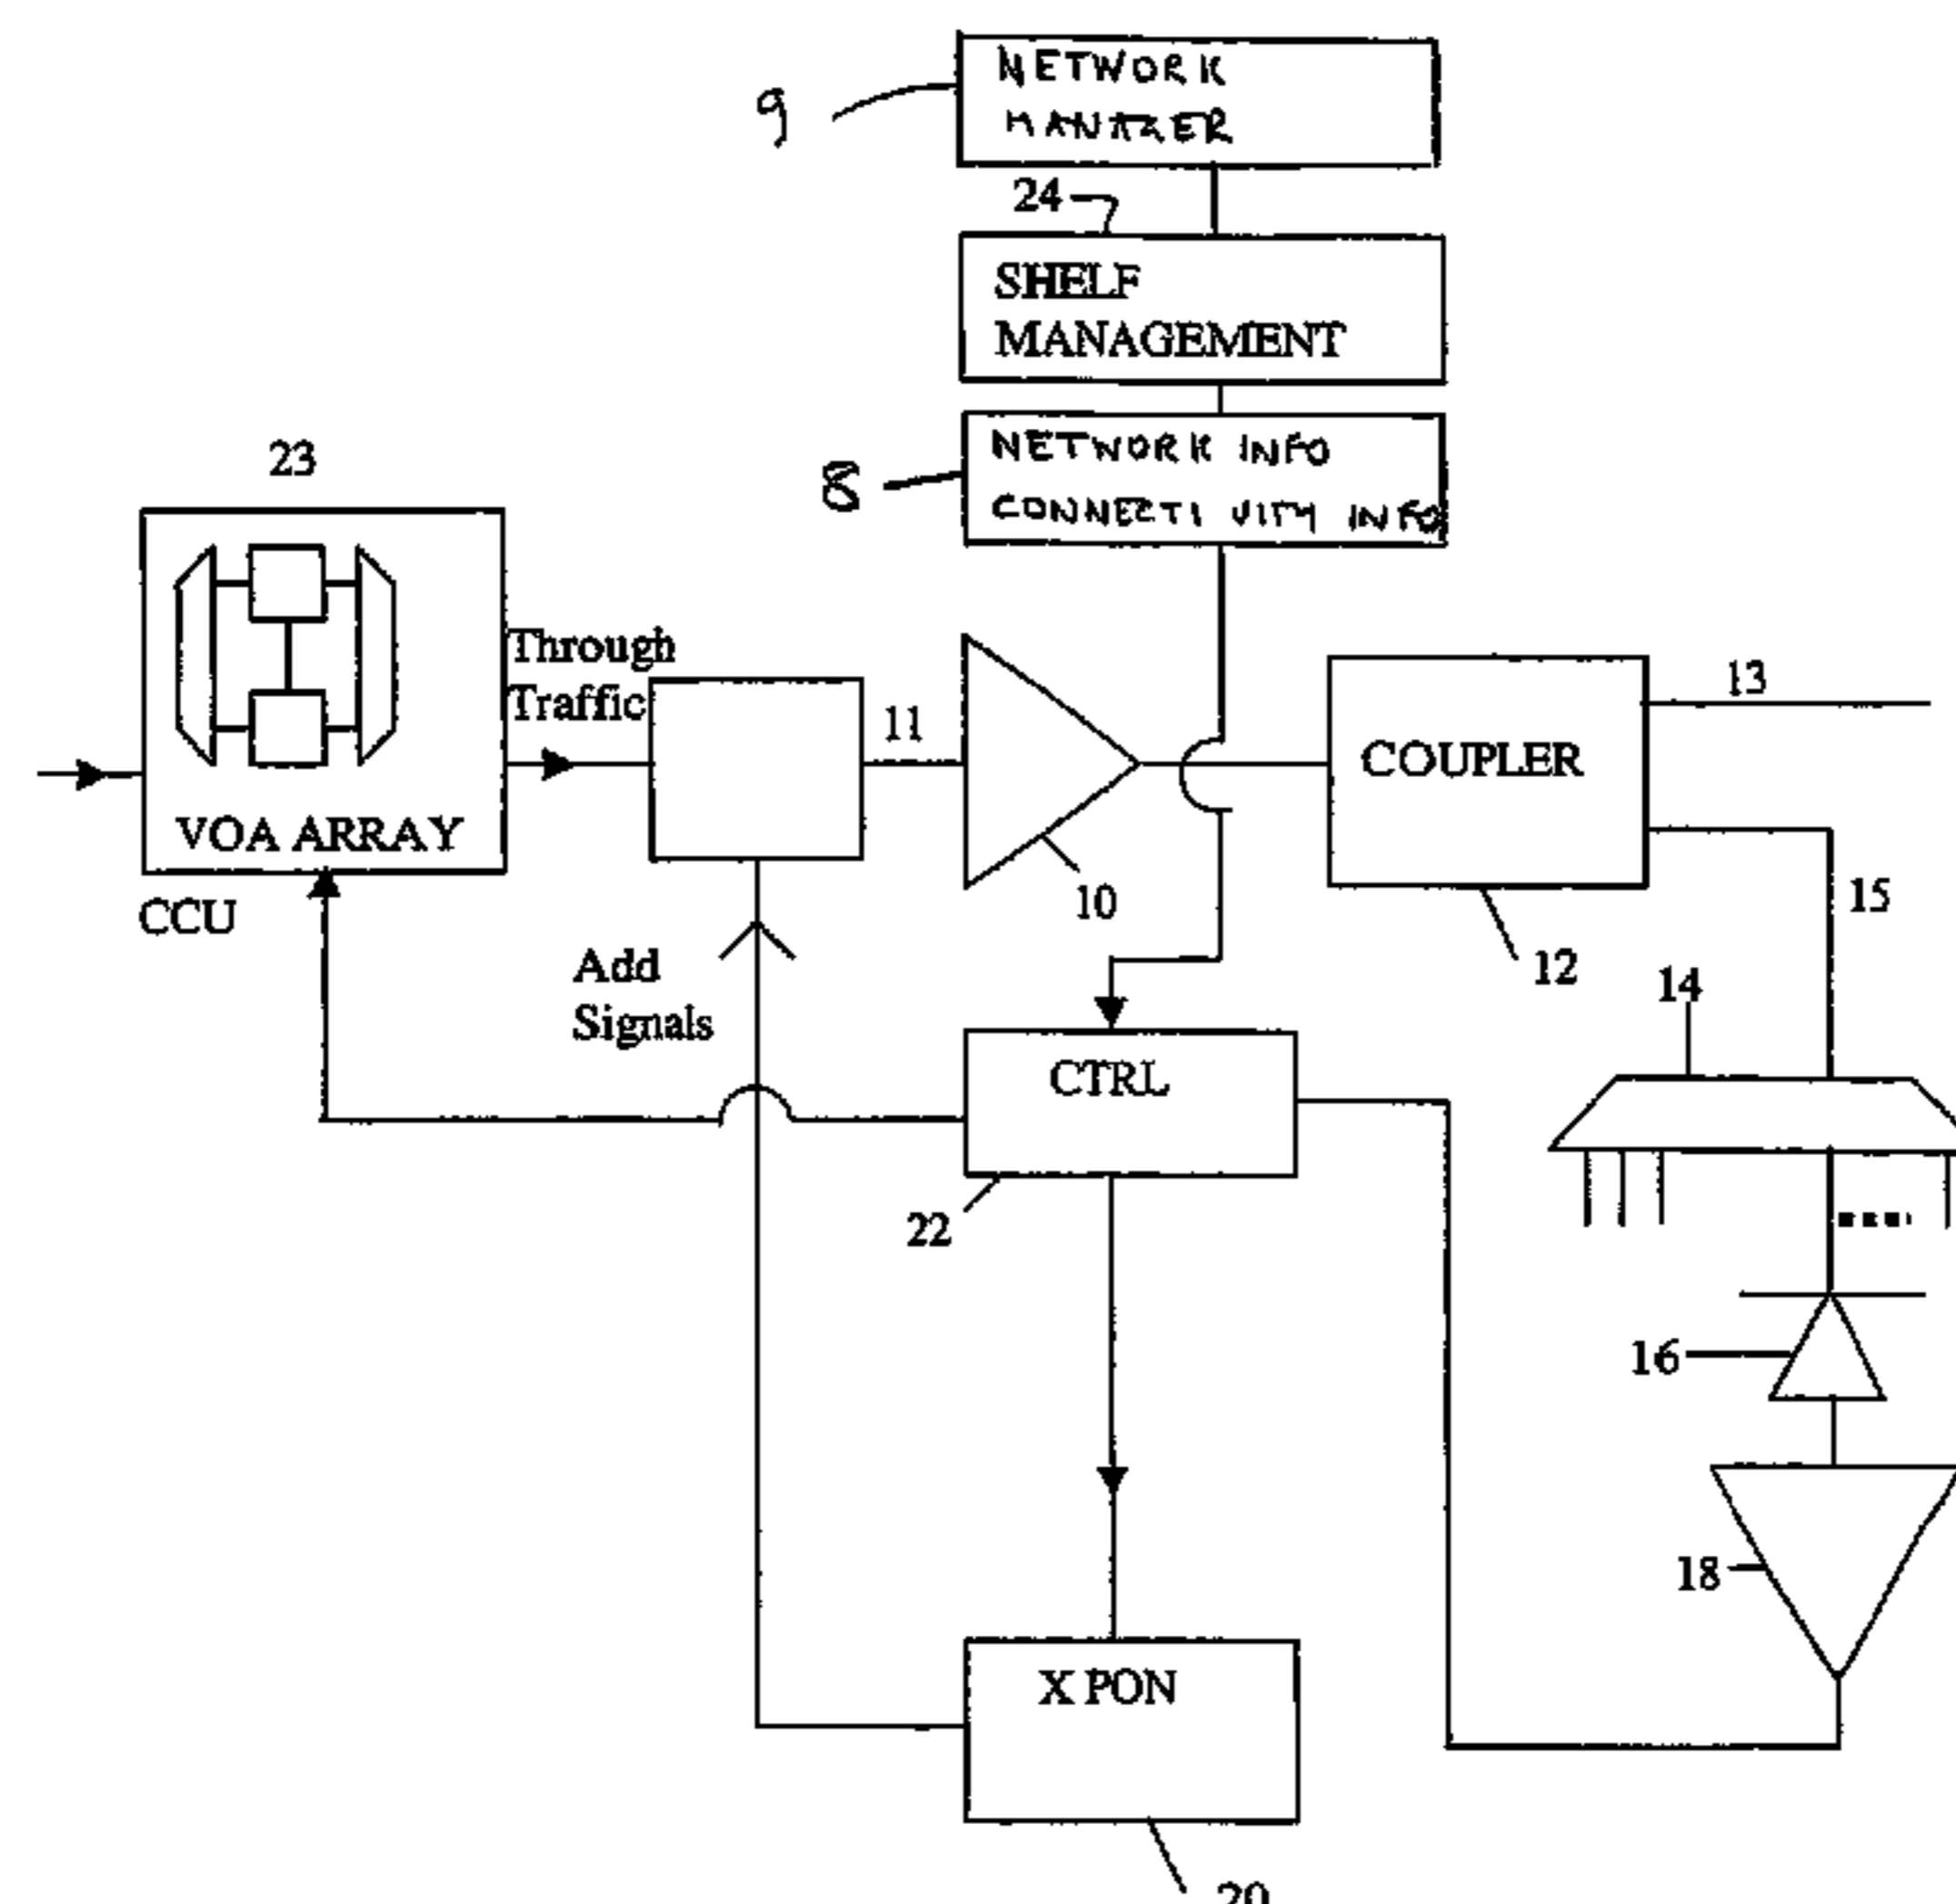 NETWORK
MANAGER
9
24
SHELF
MANAGEMENT
NETWORK INFO
CONNECTIVITY INFO
8
23
VOA ARRAY
CCU
Through
Traffic
11
10
COUPLER
13
12
15
14
Add
Signals
CTRL
22
16
18
X PON
20